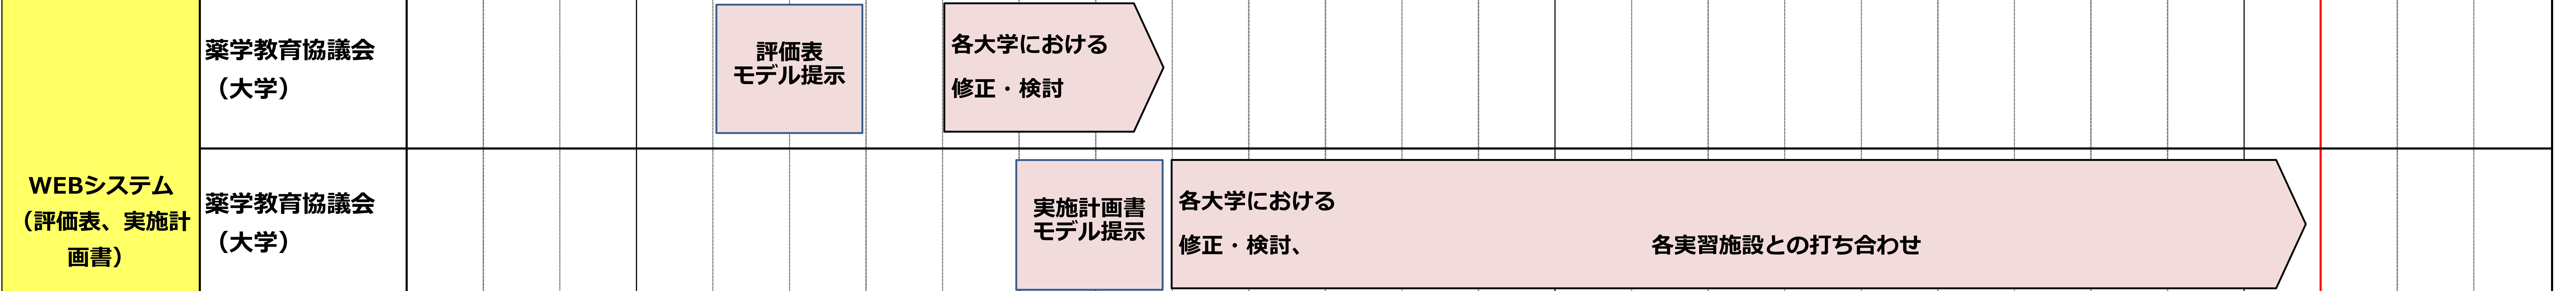 WEBシステム
（評価表、実施計
画書）
薬学教育協議会
（大学）
評価表
モデル提示
各大学における
修正・検討
薬学教育協議会
（大学）
実施計画書
モデル提示
各大学における
修正・検討、 各実習施設との打ち合わせ